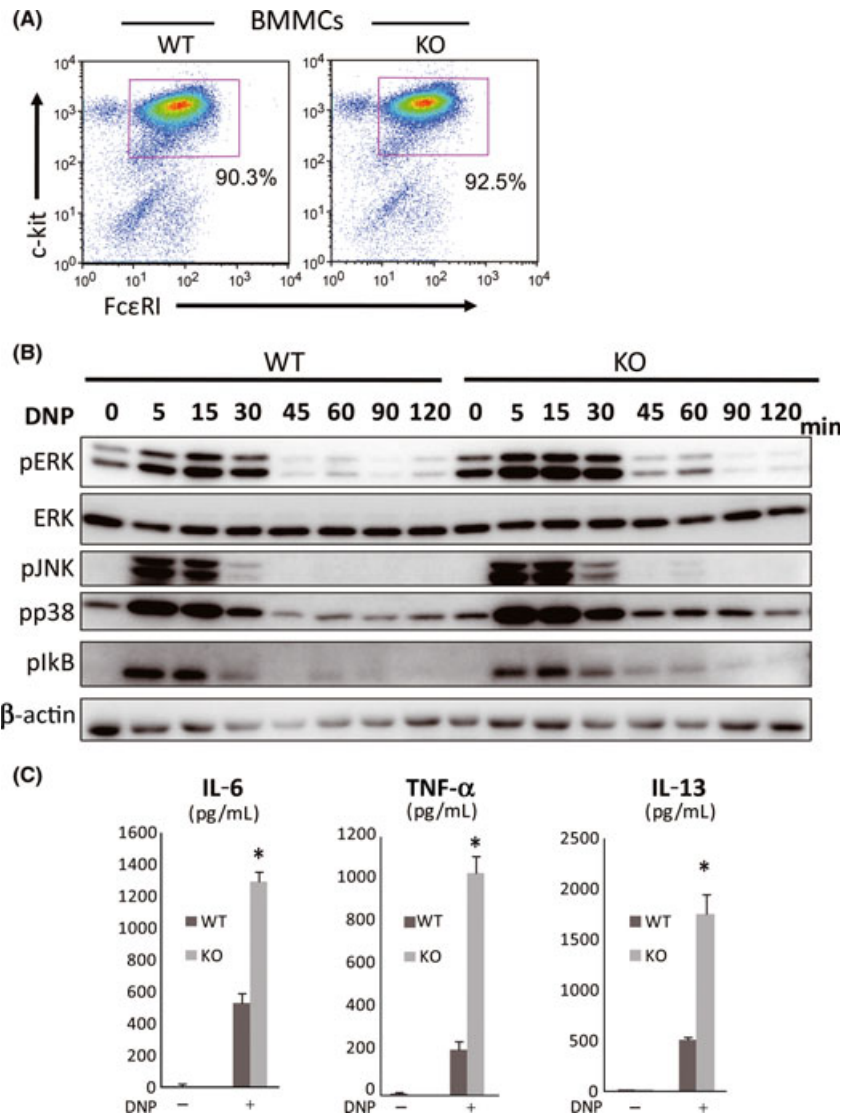 (A)
BMMCs
WT KO
10⁴ 10⁴
10³ 10³
10² 10²
10¹ 10¹
10⁰ 10⁰
90.3% 92.5%
10⁰ 10¹ 10² 10³ 10⁴ 10⁰ 10¹ 10² 10³ 10⁴
c-kit
FcεRI
(B)
WT KO
DNP 0 5 15 30 45 60 90 120 0 5 15 30 45 60 90 120 min
pERK
ERK
pJNK
pp38
pIkB
β-actin
(C)
IL-6
(pg/mL)
1600
1400
1200
1000
800
600
400
200
0
WT
KO
*
DNP − +
TNF-α
(pg/mL)
1200
1000
800
600
400
200
0
WT
KO
*
DNP − +
IL-13
(pg/mL)
2500
2000
1500
1000
500
0
WT
KO
*
DNP − +